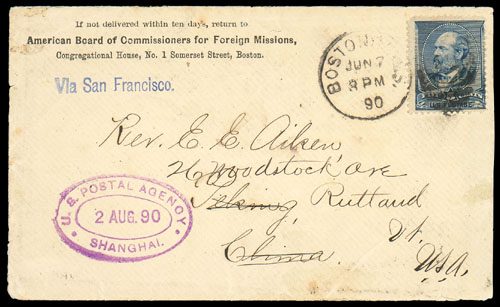 If not delivered within ten days, return to
American Board of Commissioners for Foreign Missions,
Congregational House, No. 1 Somerset Street, Boston.
Via San Francisco.
BOSTON
JUN 7
8 PM
90
Rev. E. E. Aiken
Woodstock Ave
Peking Rutland
China. Vt.
USA.
U. S. POSTAL AGENCY
2 AUG. 90
SHANGHAI.